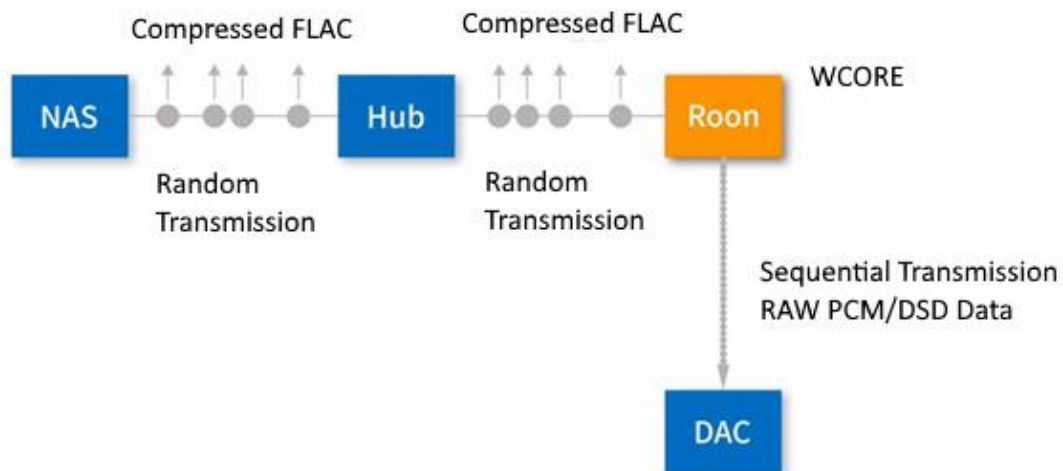 Compressed FLAC
Compressed FLAC
WCORE
NAS
Hub
Roon
Random
Transmission
Random
Transmission
Sequential Transmission
RAW PCM/DSD Data
DAC